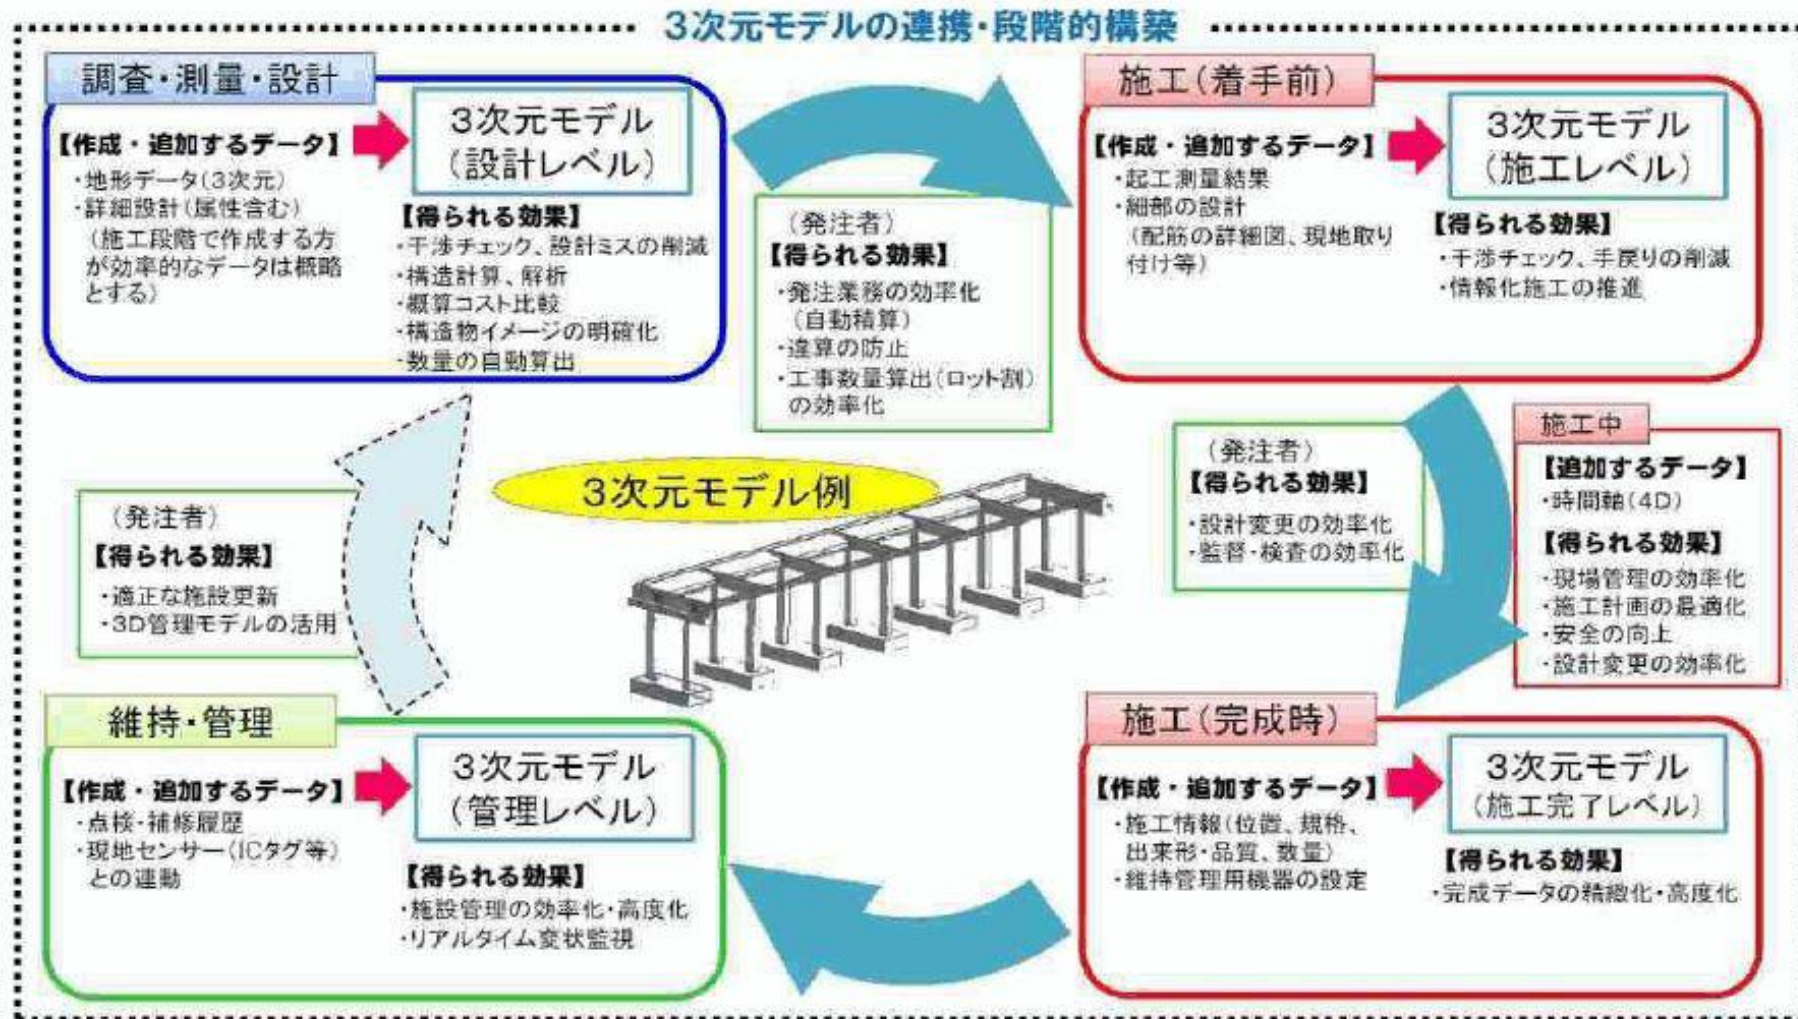 3次元モデルの連携・段階的構築
調査・測量・設計
【作成・追加するデータ】
・地形データ(3次元)
・詳細設計(属性含む)
(施工段階で作成する方
が効率的なデータは概略
とする)
3次元モデル
(設計レベル)
【得られる効果】
・干渉チェック、設計ミスの削減
・構造計算、解析
・概算コスト比較
・構造物イメージの明確化
・数量の自動算出
(発注者)
【得られる効果】
・発注業務の効率化
(自動積算)
・違算の防止
・工事数量算出(ロット割)
の効率化
施工(着手前)
【作成・追加するデータ】
・起工測量結果
・細部の設計
(配筋の詳細図、現地取り
付け等)
3次元モデル
(施工レベル)
【得られる効果】
・干渉チェック、手戻りの削減
・情報化施工の推進
(発注者)
【得られる効果】
・設計変更の効率化
・監督・検査の効率化
施工中
【追加するデータ】
・時間軸(4D)
【得られる効果】
・現場管理の効率化
・施工計画の最適化
・安全の向上
・設計変更の効率化
3次元モデル例
(発注者)
【得られる効果】
・適正な施設更新
・3D管理モデルの活用
維持・管理
【作成・追加するデータ】
・点検・補修履歴
・現地センサー(ICタグ等)
との連動
3次元モデル
(管理レベル)
【得られる効果】
・施設管理の効率化・高度化
・リアルタイム変状監視
施工(完成時)
【作成・追加するデータ】
・施工情報(位置、規格、
出来形・品質、数量)
・維持管理用機器の設定
3次元モデル
(施工完了レベル)
【得られる効果】
・完成データの精緻化・高度化